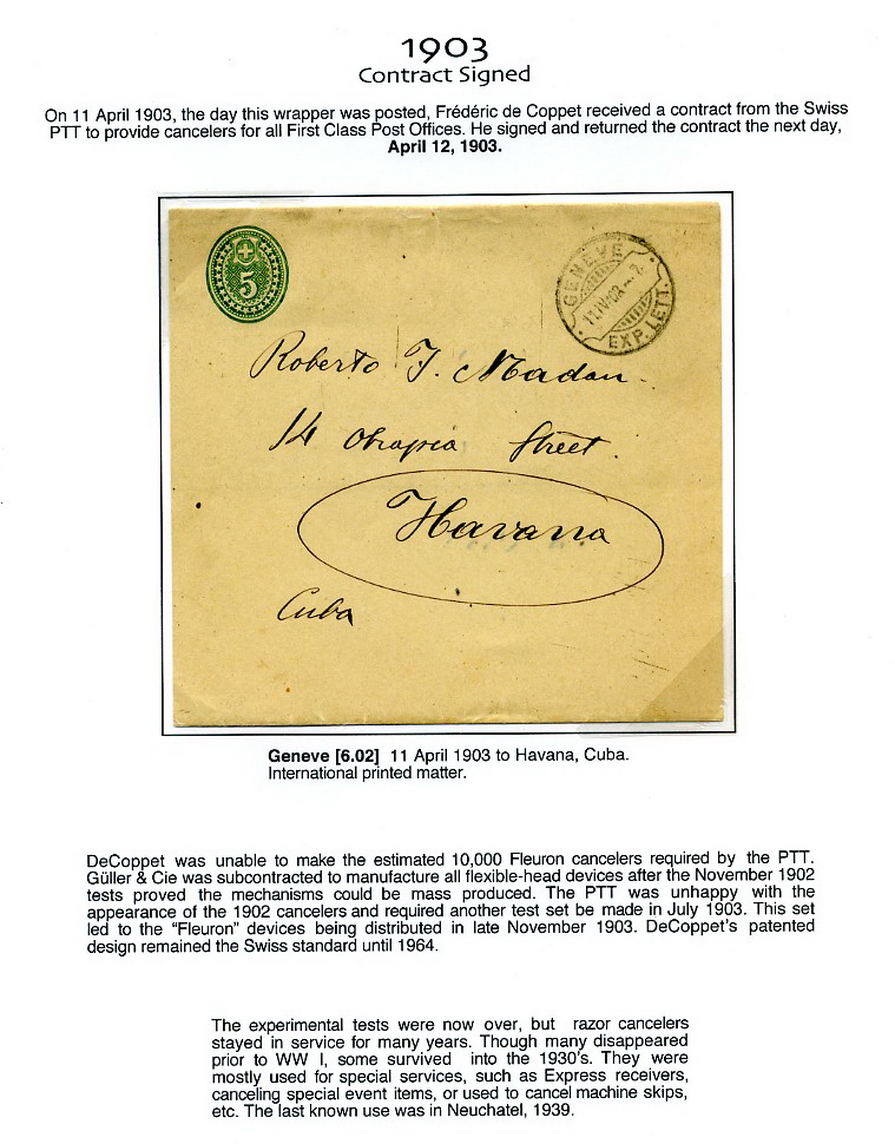 1903
Contract Signed
On 11 April 1903, the day this wrapper was posted, Frédéric de Coppet received a contract from the Swiss
PTT to provide cancelers for all First Class Post Offices. He signed and returned the contract the next day,
April 12, 1903.
5
GENEVE
11.IV.03
EXP. LETT.
Roberto J. Madan
14 Obrapia Street.
Havana
Cuba
Geneve [6.02] 11 April 1903 to Havana, Cuba.
International printed matter.
DeCoppet was unable to make the estimated 10,000 Fleuron cancelers required by the PTT.
Güller & Cie was subcontracted to manufacture all flexible-head devices after the November 1902
tests proved the mechanisms could be mass produced. The PTT was unhappy with the
appearance of the 1902 cancelers and required another test set be made in July 1903. This set
led to the “Fleuron” devices being distributed in late November 1903. DeCoppet's patented
design remained the Swiss standard until 1964.
The experimental tests were now over, but razor cancelers
stayed in service for many years. Though many disappeared
prior to WW I, some survived into the 1930's. They were
mostly used for special services, such as Express receivers,
canceling special event items, or used to cancel machine skips,
etc. The last known use was in Neuchatel, 1939.